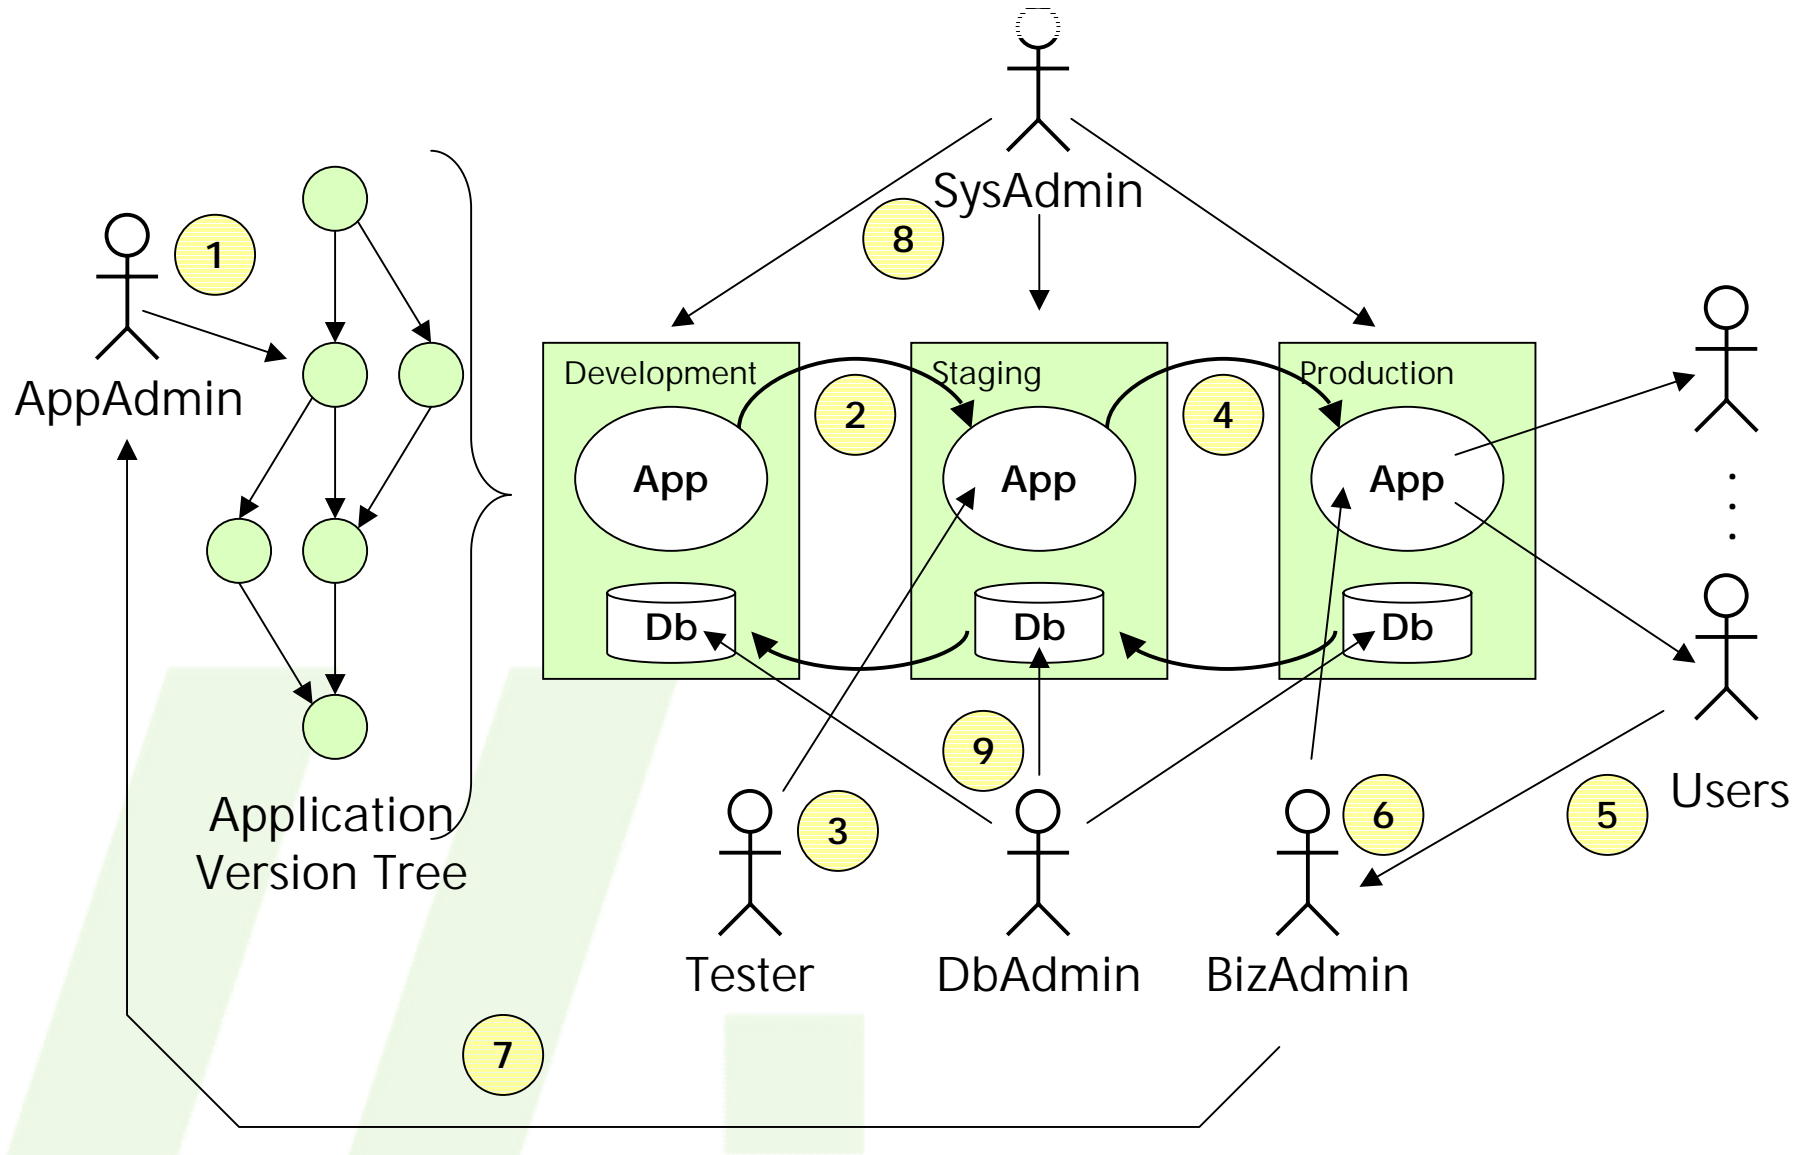 SysAdmin
1
8
AppAdmin
Development
Staging
Production
2
4
App
App
App
Db
Db
Db
9
Application
Version Tree
3
6
5
Users
Tester
DbAdmin
BizAdmin
7